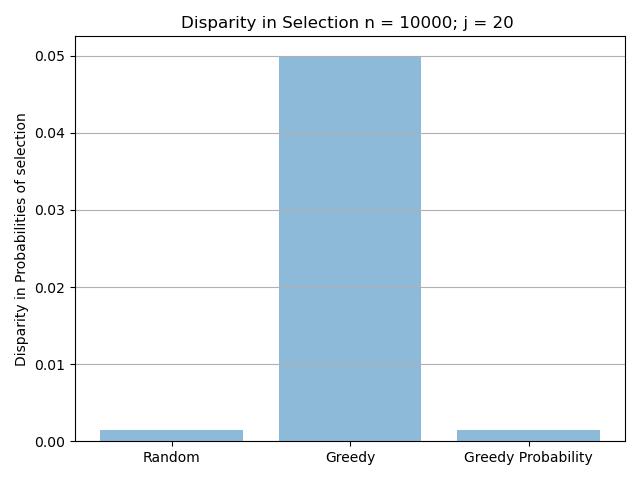 Disparity in Selection n = 10000; j = 20
Disparity in Probabilities of selection
0.05
0.04
0.03
0.02
0.01
0.00
Random
Greedy
Greedy Probability